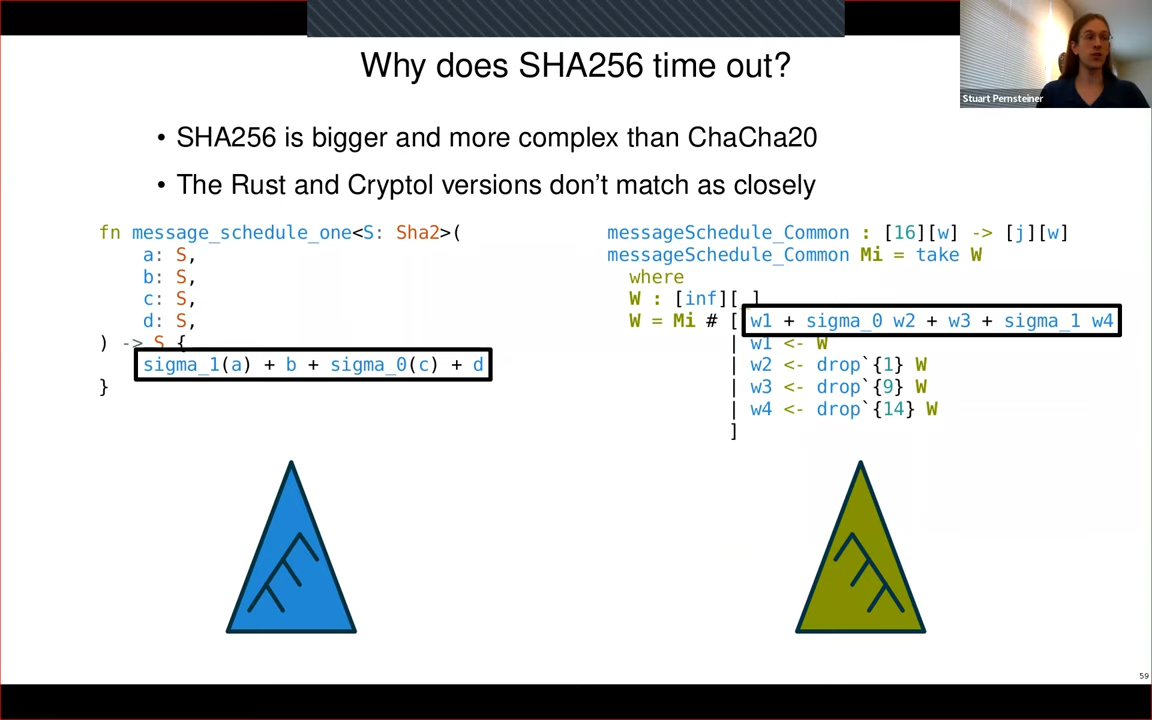 Why does SHA256 time out?
Stuart Pernsteiner
• SHA256 is bigger and more complex than ChaCha20
• The Rust and Cryptol versions don’t match as closely
fn message_schedule_one<S: Sha2>(
a: S,
b: S,
c: S,
d: S,
) -> S {
sigma_1(a) + b + sigma_0(c) + d
}
messageSchedule_Common : [16][w] -> [j][w]
messageSchedule_Common Mi = take W
where
W : [inf][ ]
W = Mi # [ w1 + sigma_0 w2 + w3 + sigma_1 w4
| w1 <- W
| w2 <- drop`{1} W
| w3 <- drop`{9} W
| w4 <- drop`{14} W
]
59